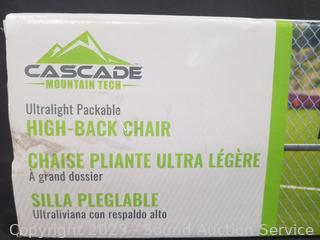 CASCADE
MOUNTAIN TECH
Ultralight Packable
HIGH-BACK CHAIR
CHAISE PLIANTE ULTRA LÉGÈRE
À grand dossier
SILLA PLEGLABLE
Ultraliviana con respaldo alto
Copyright 2023 - Sound Auction Service